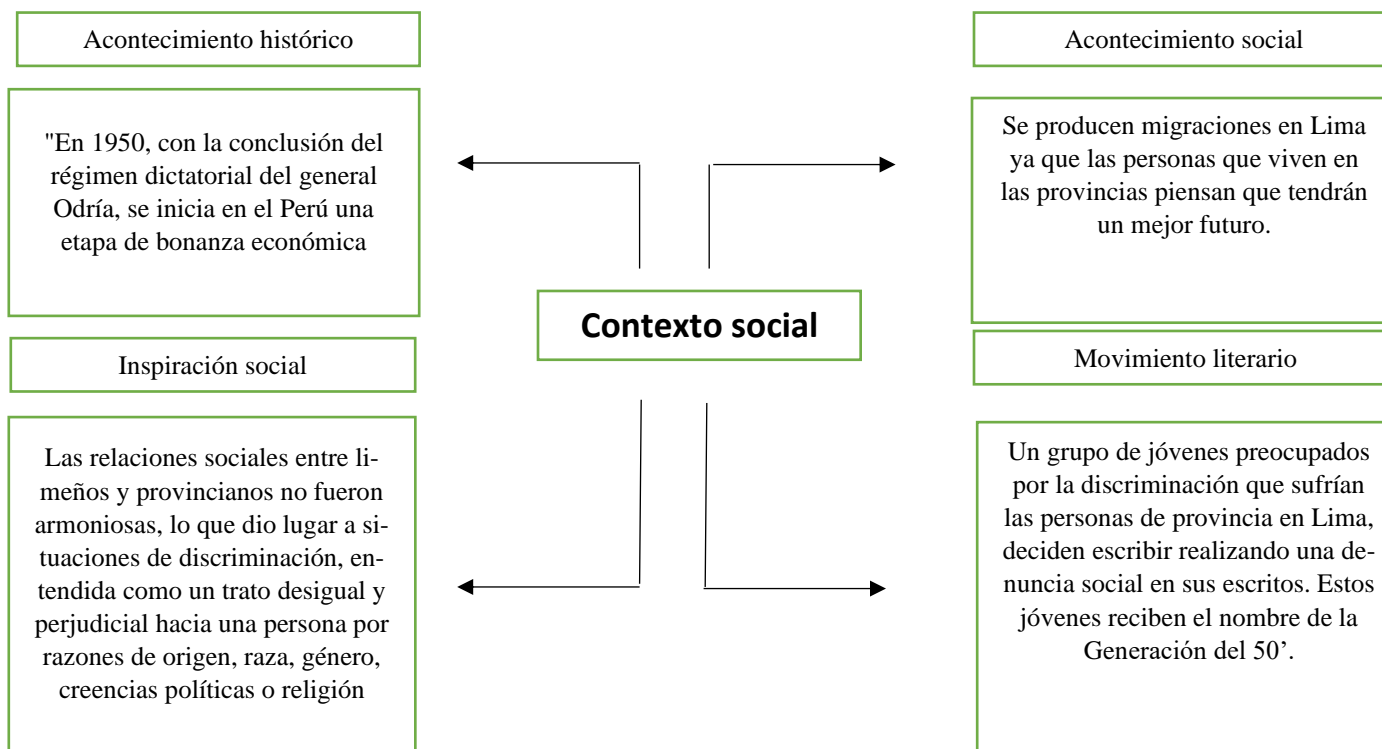 Acontecimiento histórico
"En 1950, con la conclusión del
régimen dictatorial del general
Odría, se inicia en el Perú una
etapa de bonanza económica
Acontecimiento social
Se producen migraciones en Lima
ya que las personas que viven en
las provincias piensan que tendrán
un mejor futuro.
Contexto social
Inspiración social
Las relaciones sociales entre li-
meños y provincianos no fueron
armoniosas, lo que dio lugar a si-
tuaciones de discriminación, en-
tendida como un trato desigual y
perjudicial hacia una persona por
razones de origen, raza, género,
creencias políticas o religión
Movimiento literario
Un grupo de jóvenes preocupados
por la discriminación que sufrían
las personas de provincia en Lima,
deciden escribir realizando una de-
nuncia social en sus escritos. Estos
jóvenes reciben el nombre de la
Generación del 50’.